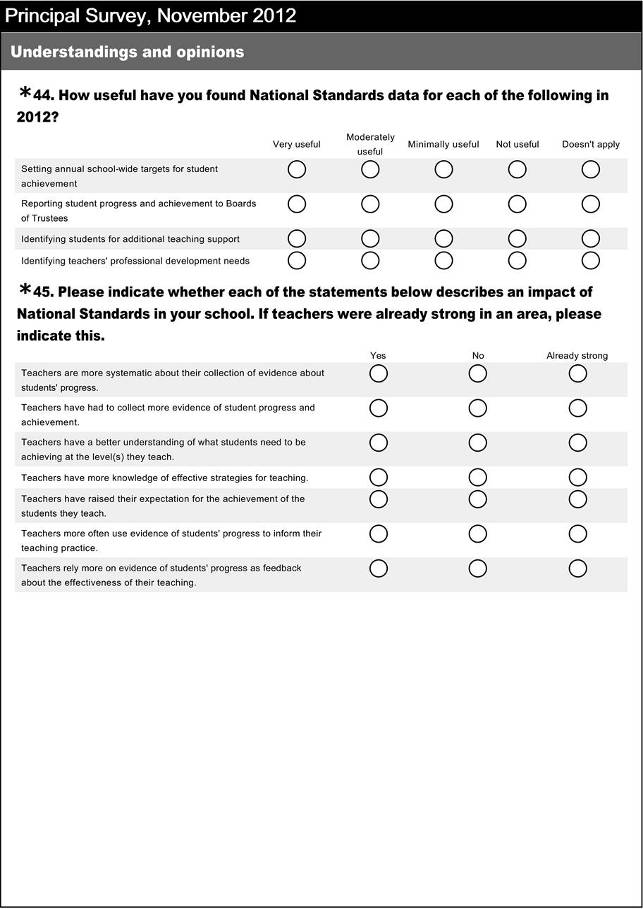 Principal Survey, November 2012
Understandings and opinions
*44. How useful have you found National Standards data for each of the following in
2012?
Very useful Moderately useful Minimally useful Not useful Doesn't apply
Setting annual school-wide targets for student
achievement
Reporting student progress and achievement to Boards
of Trustees
Identifying students for additional teaching support
Identifying teachers' professional development needs
*45. Please indicate whether each of the statements below describes an impact of
National Standards in your school. If teachers were already strong in an area, please
indicate this.
Yes No Already strong
Teachers are more systematic about their collection of evidence about
students' progress.
Teachers have had to collect more evidence of student progress and
achievement.
Teachers have a better understanding of what students need to be
achieving at the level(s) they teach.
Teachers have more knowledge of effective strategies for teaching.
Teachers have raised their expectation for the achievement of the
students they teach.
Teachers more often use evidence of students' progress to inform their
teaching practice.
Teachers rely more on evidence of students' progress as feedback
about the effectiveness of their teaching.